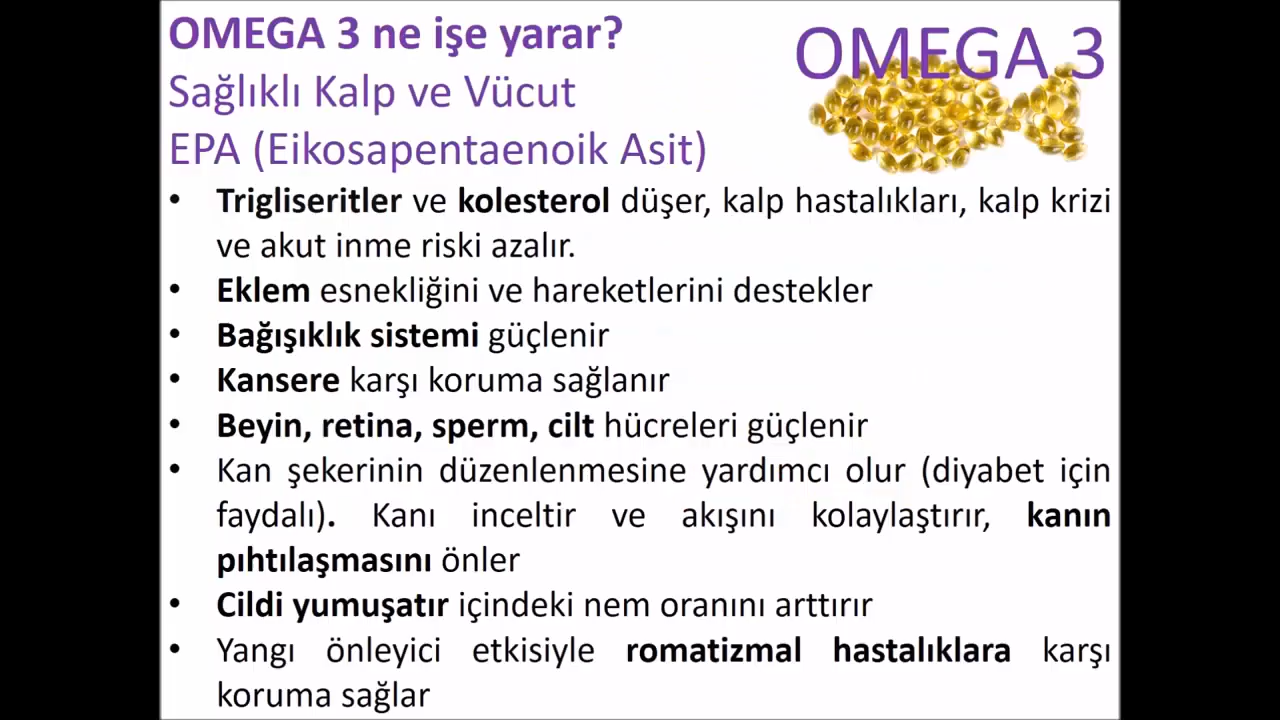 OMEGA 3 ne işe yarar?
OMEGA 3
Sağlıklı Kalp ve Vücut
EPA (Eikosapentaenoik Asit)
• Trigliseritler ve kolesterol düşer, kalp hastalıkları, kalp krizi
ve akut inme riski azalır.
• Eklem esnekliğini ve hareketlerini destekler
• Bağışıklık sistemi güçlenir
• Kansere karşı koruma sağlanır
• Beyin, retina, sperm, cilt hücreleri güçlenir
• Kan şekerinin düzenlenmesine yardımcı olur (diyabet için
faydalı). Kanı inceltir ve akışını kolaylaştırır, kanın
pıhtılaşmasını önler
• Cildi yumuşatır içindeki nem oranını arttırır
• Yangı önleyici etkisiyle romatizmal hastalıklara karşı
koruma sağlar